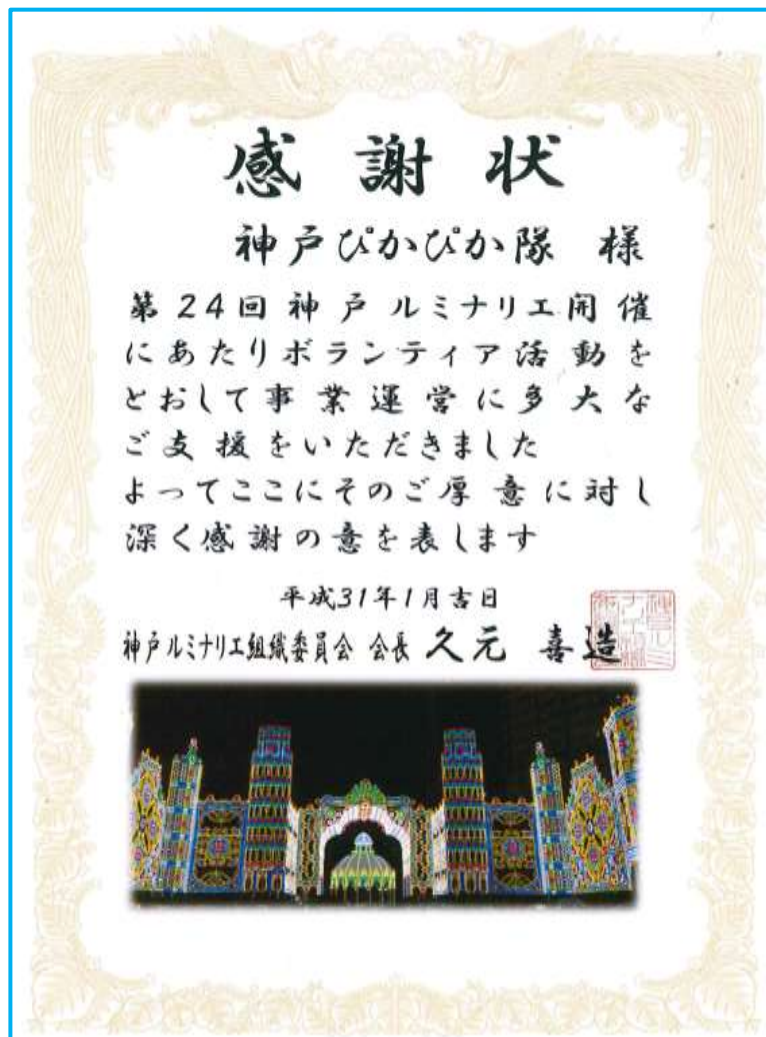 感謝状
神戸ぴかぴか隊 様
第24回神戸ルミナリエ開催
にあたりボランティア活動を
とおして事業運営に多大な
ご支援をいただきました
よってここにそのご厚意に対し
深く感謝の意を表します
平成31年1月吉日
神戸ルミナリエ組織委員会 会長 久元 喜造